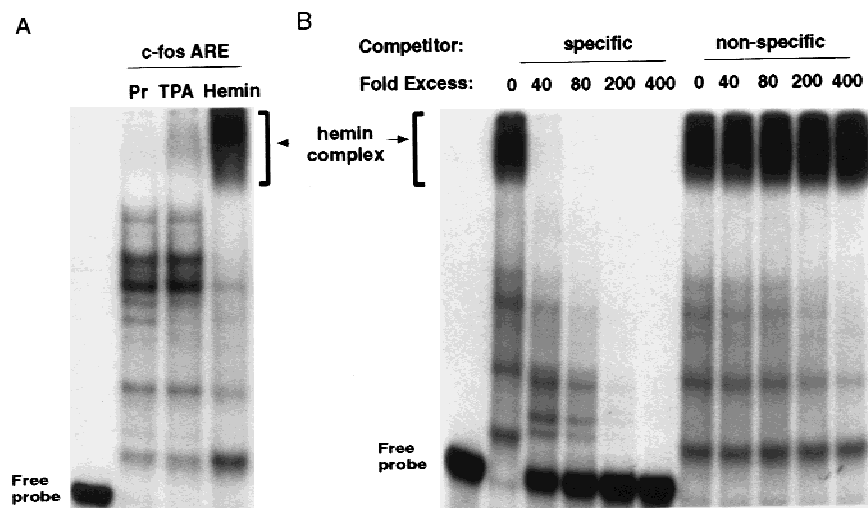 A
c-fos ARE
Pr TPA Hemin
hemin
complex
Free
probe
B
Competitor: specific non-specific
Fold Excess: 0 40 80 200 400 0 40 80 200 400
Free
probe